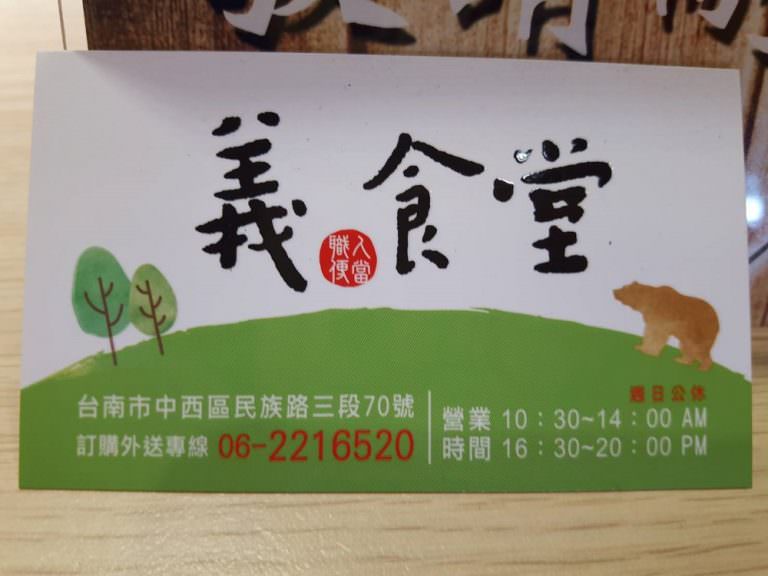 義食堂
職人
便當
台南市中西區民族路三段70號
訂購外送專線 06-2216520
週日公休
營業 10：30~14：00 AM
時間 16：30~20：00 PM